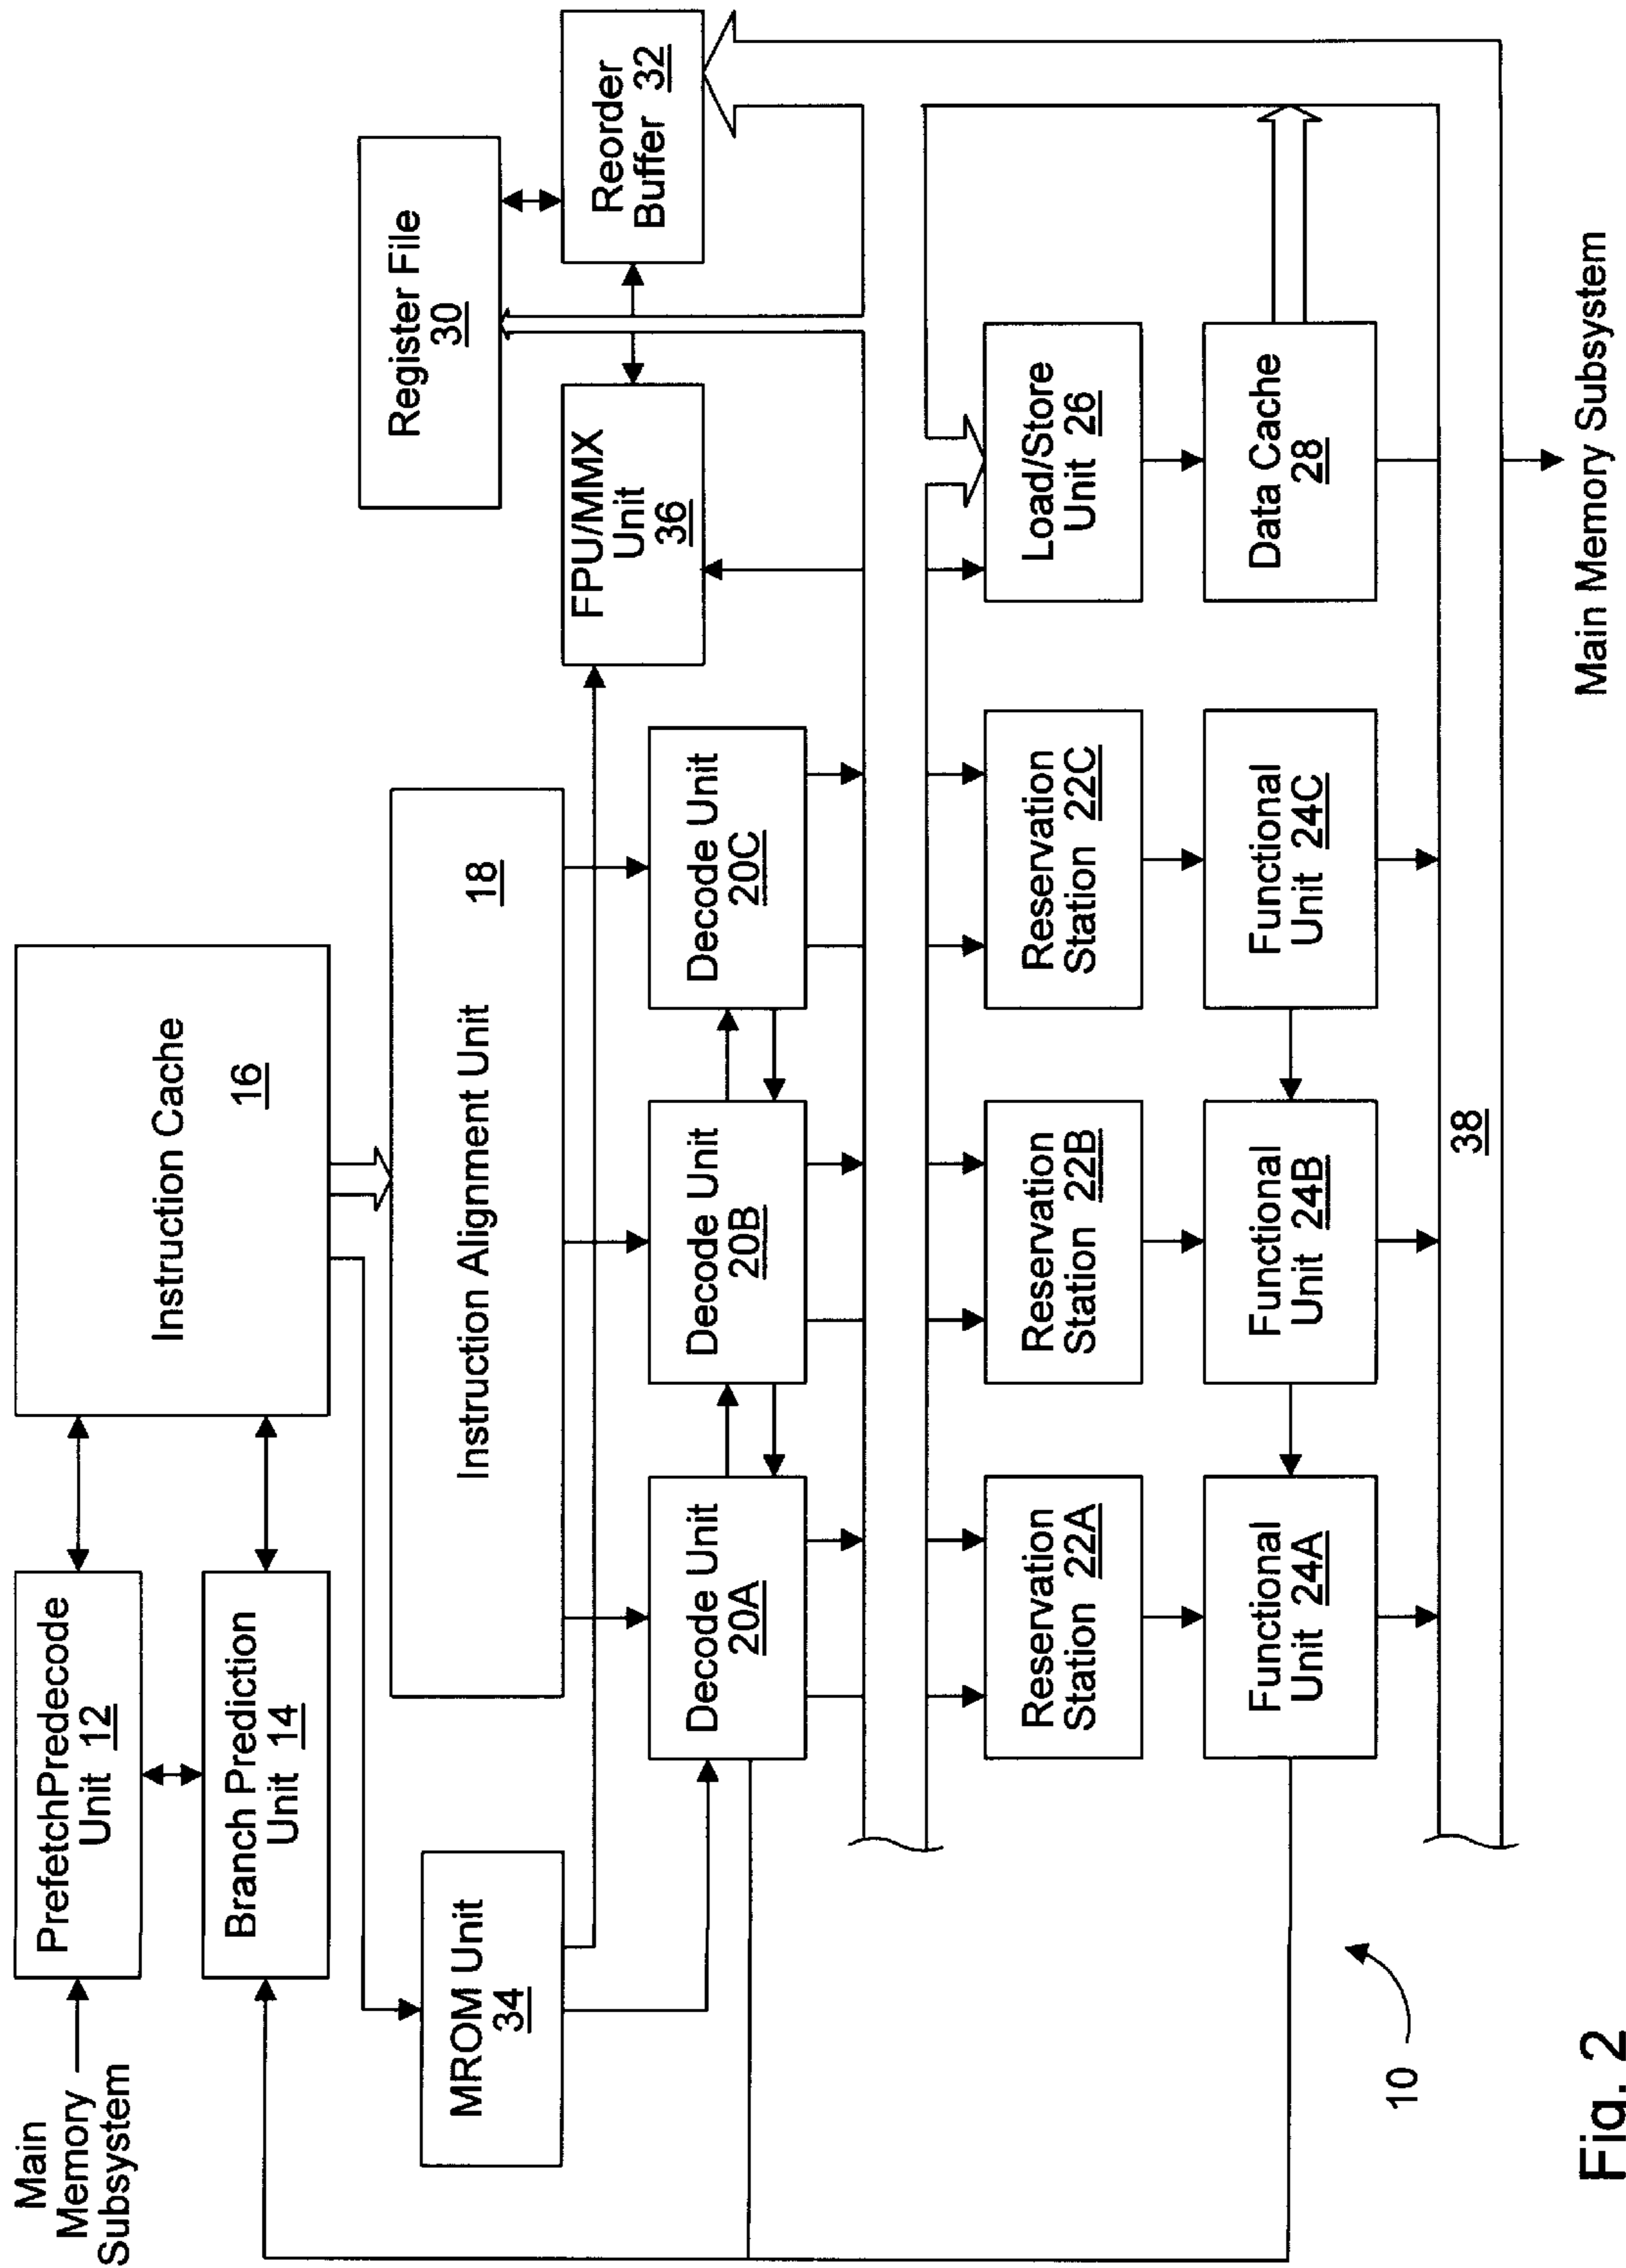 Main
Memory
Subsystem
PrefetchPredecode
Unit 12
Branch Prediction
Unit 14
Instruction Cache
16
MROM Unit
34
Instruction Alignment Unit
18
Register File
30
Reorder
Buffer 32
FPU/MMX
Unit
36
Decode Unit
20A
Decode Unit
20B
Decode Unit
20C
Reservation
Station 22A
Reservation
Station 22B
Reservation
Station 22C
Load/Store
Unit 26
Functional
Unit 24A
Functional
Unit 24B
Functional
Unit 24C
Data Cache
28
38
10
Main Memory Subsystem
Fig. 2